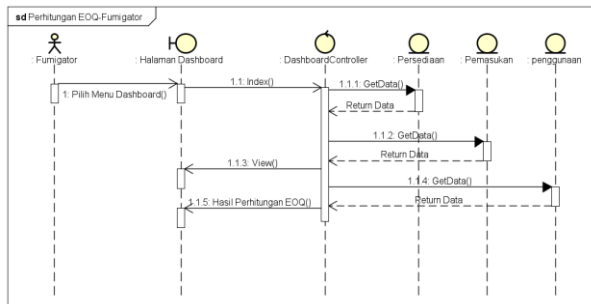 sd Perhitungan EOQ-Fumigator
: Fumigator
: Halaman Dashboard
: DashboardController
: Persediaan
: Pemasukan
: penggunaan
1: Pilih Menu Dashboard()
1.1: Index()
1.1.1: GetData()
Return Data
1.1.2: GetData()
Return Data
1.1.3: View()
1.1.4: GetData()
Return Data
1.1.5: Hasil Perhitungan EOQ()